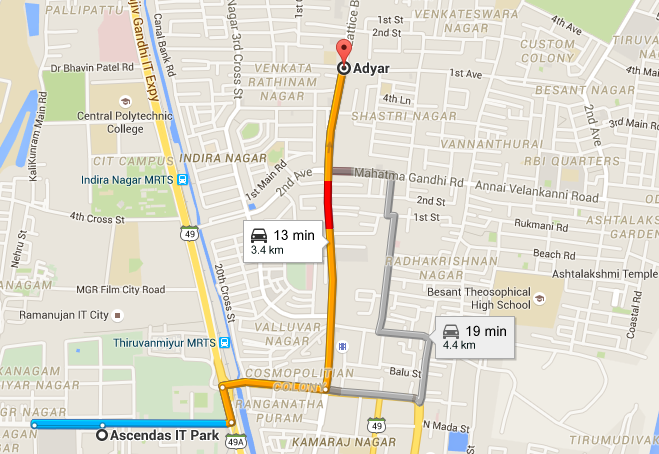 PALLIPATTU
Rajiv Gandhi IT Expy
Canal Bank Rd
Nagar 3rd Cross St
Lattice B
1st St
2nd St
VENKATESWARA
NAGAR
4th
CUSTOM
COLONY
TIRUVA
Dr Bhavin Patel Rd
VENKATA
RATHINAM
NAGAR
Adyar
1st Ave
BESANT NAGAR
KaliKunram Main Rd
Central Polytechnic
College
4th Ln
SHASTRI NAGAR
2nd Ave
3rd Main Rd
CIT CAMPUS
INDIRA NAGAR
VANNANTHURAI
RBI QUARTERS
Indira Nagar MRTS
1st Main Rd
2nd Ave
Mahatma Gandhi Rd
Annai Velankanni Road
4th Cross St
2nd St
1st St
Rukmani Rd
ASHTALAKS
GARDEN
49
Nehru St
13 min
3.4 km
RADHAKRISHNAN
NAGAR
Beach Rd
Ashtalakshmi Temple
20th Cross St
MGR Film City Road
Besant Theosophical
High School
Coastal Rd
Ramanujan IT City
VALLUVAR
NAGAR
19 min
4.4 km
Thiruvanmiyur MRTS
COSMOPOLITIAN
COLONY
Balu St
KANAGAM
KANIYAR
NAGAR
RANGANATHA
PURAM
GR NAGAR
Ascendas IT Park
49A
49
N Mada St
KAMARAJ NAGAR
TIRUMUDIVAK